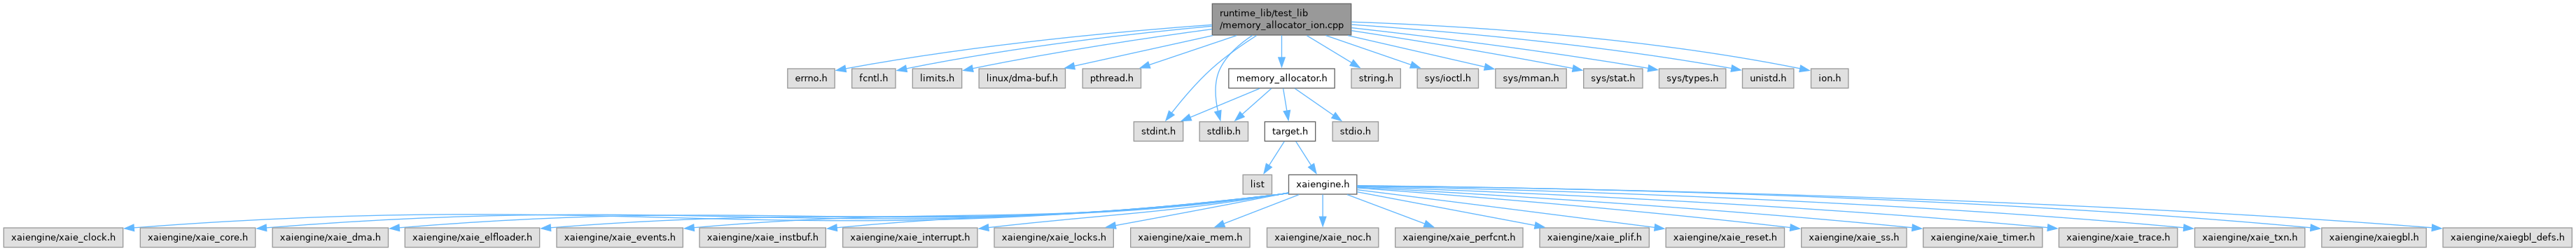 runtime_lib/test_lib
/memory_allocator_ion.cpp
errno.h
fcntl.h
limits.h
linux/dma-buf.h
pthread.h
memory_allocator.h
string.h
sys/ioctl.h
sys/mman.h
sys/stat.h
sys/types.h
unistd.h
ion.h
stdint.h
stdlib.h
target.h
stdio.h
list
xaiengine.h
xaiengine/xaie_clock.h
xaiengine/xaie_core.h
xaiengine/xaie_dma.h
xaiengine/xaie_elfloader.h
xaiengine/xaie_events.h
xaiengine/xaie_instbuf.h
xaiengine/xaie_interrupt.h
xaiengine/xaie_locks.h
xaiengine/xaie_mem.h
xaiengine/xaie_noc.h
xaiengine/xaie_perfcnt.h
xaiengine/xaie_plif.h
xaiengine/xaie_reset.h
xaiengine/xaie_ss.h
xaiengine/xaie_timer.h
xaiengine/xaie_trace.h
xaiengine/xaie_txn.h
xaiengine/xaiegbl.h
xaiengine/xaiegbl_defs.h